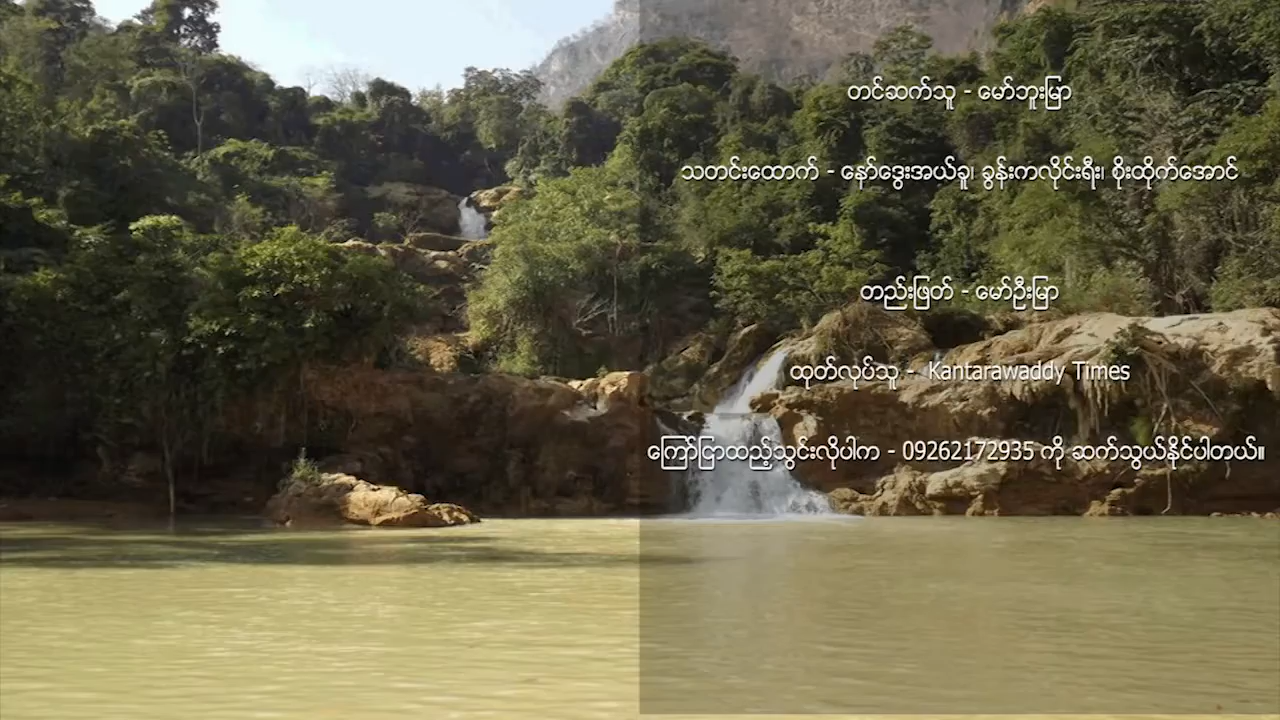 တင်ဆက်သူ - မော်ဘူးမြာ
သတင်းထောက် - နော်ဒွေးအယ်ခူ၊ ခွန်းကလိုင်းရီး၊ စိုးထိုက်အောင်
တည်းဖြတ် - မော်ဦးမြာ
ထုတ်လုပ်သူ - Kantarawaddy Times
ကြော်ငြာထည့်သွင်းလိုပါက - 09262172935 ကို ဆက်သွယ်နိုင်ပါတယ်။